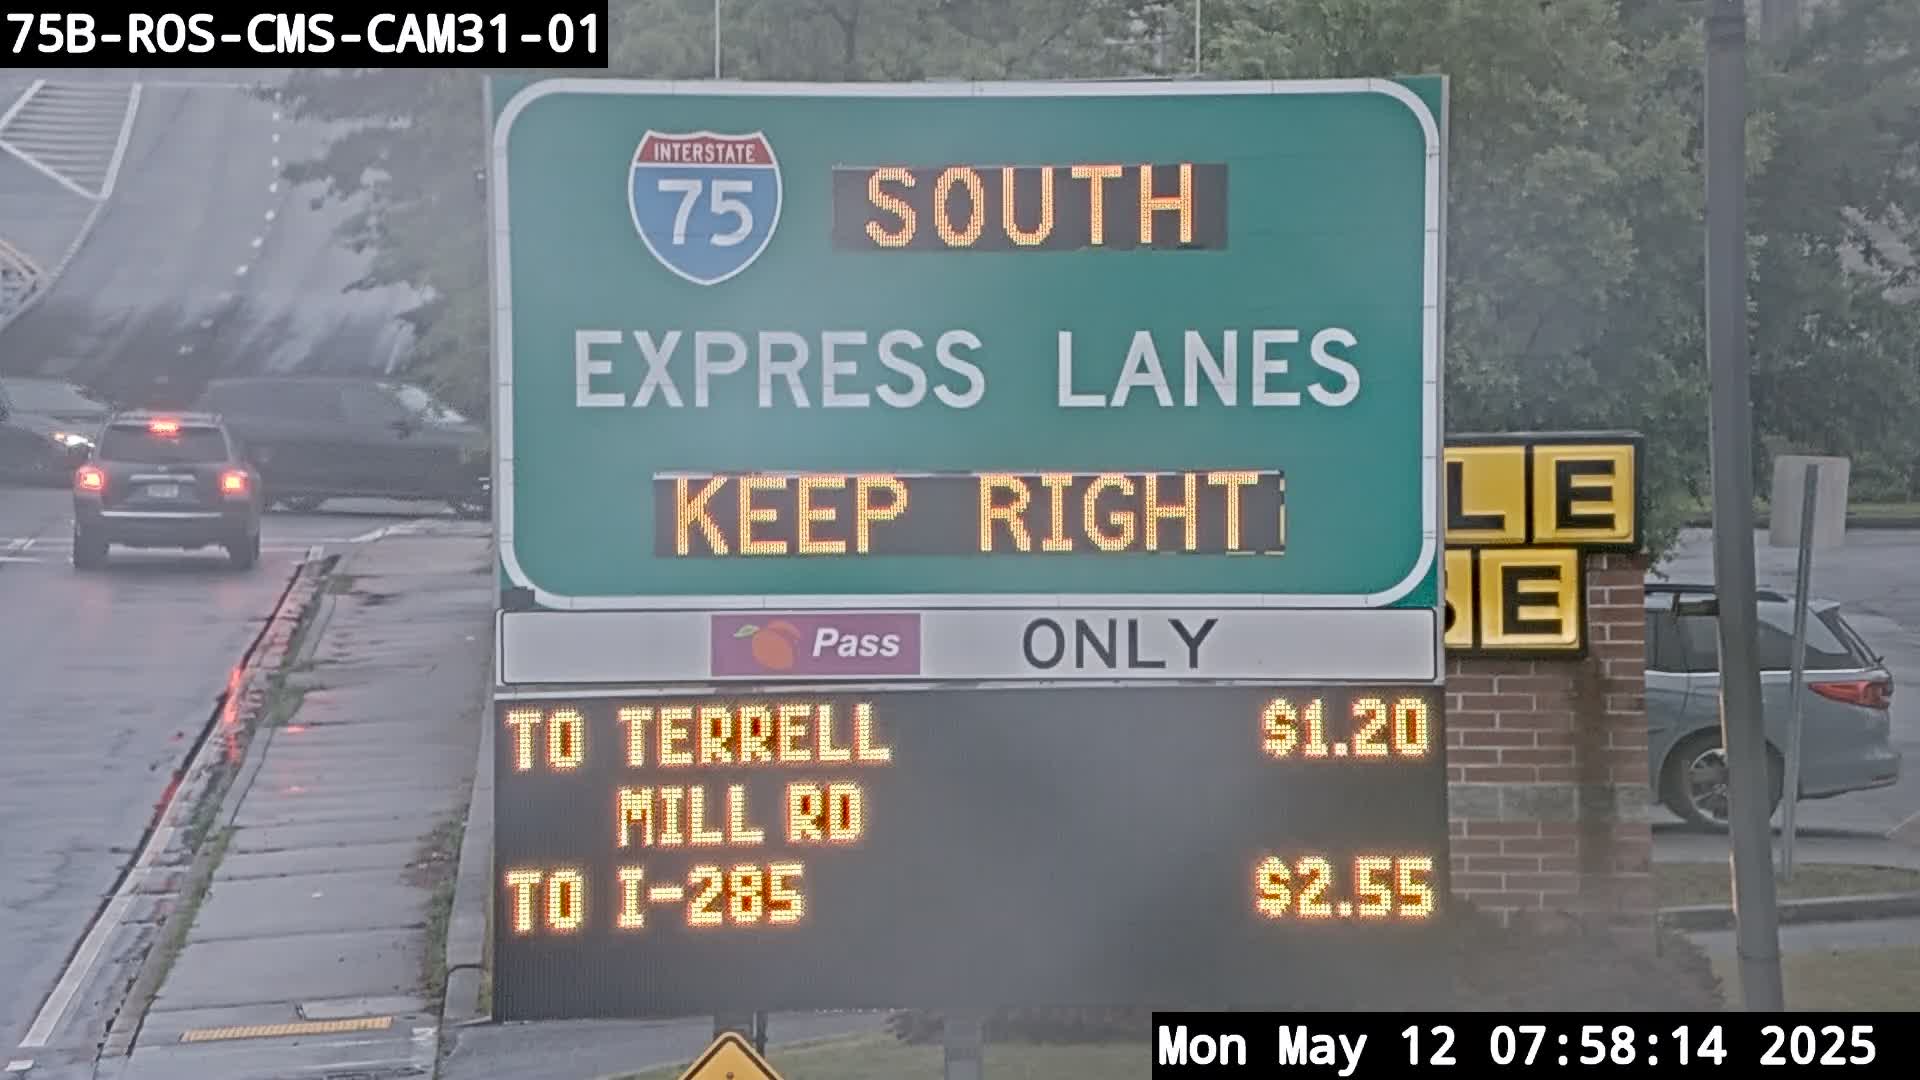 75B-ROS-CMS-CAM31-01
INTERSTATE
75
SOUTH
EXPRESS LANES
KEEP RIGHT
LE
E
Pass ONLY
TO TERRELL $1.20
MILL RD
TO I-285 $2.55
Mon May 12 07:58:14 2025